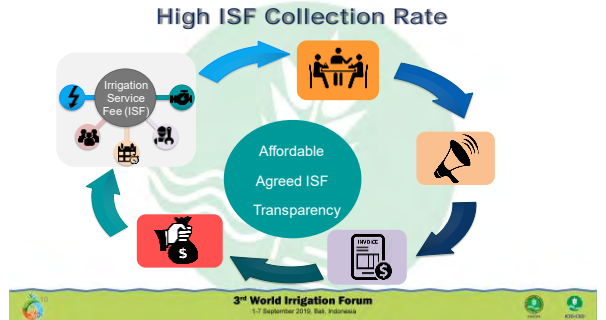 High ISF Collection Rate
Irrigation
Service
Fee (ISF)
Affordable
Agreed ISF
Transparency
INVOICE
$
$
10
3rd World Irrigation Forum
1-7 September 2019, Bali, Indonesia